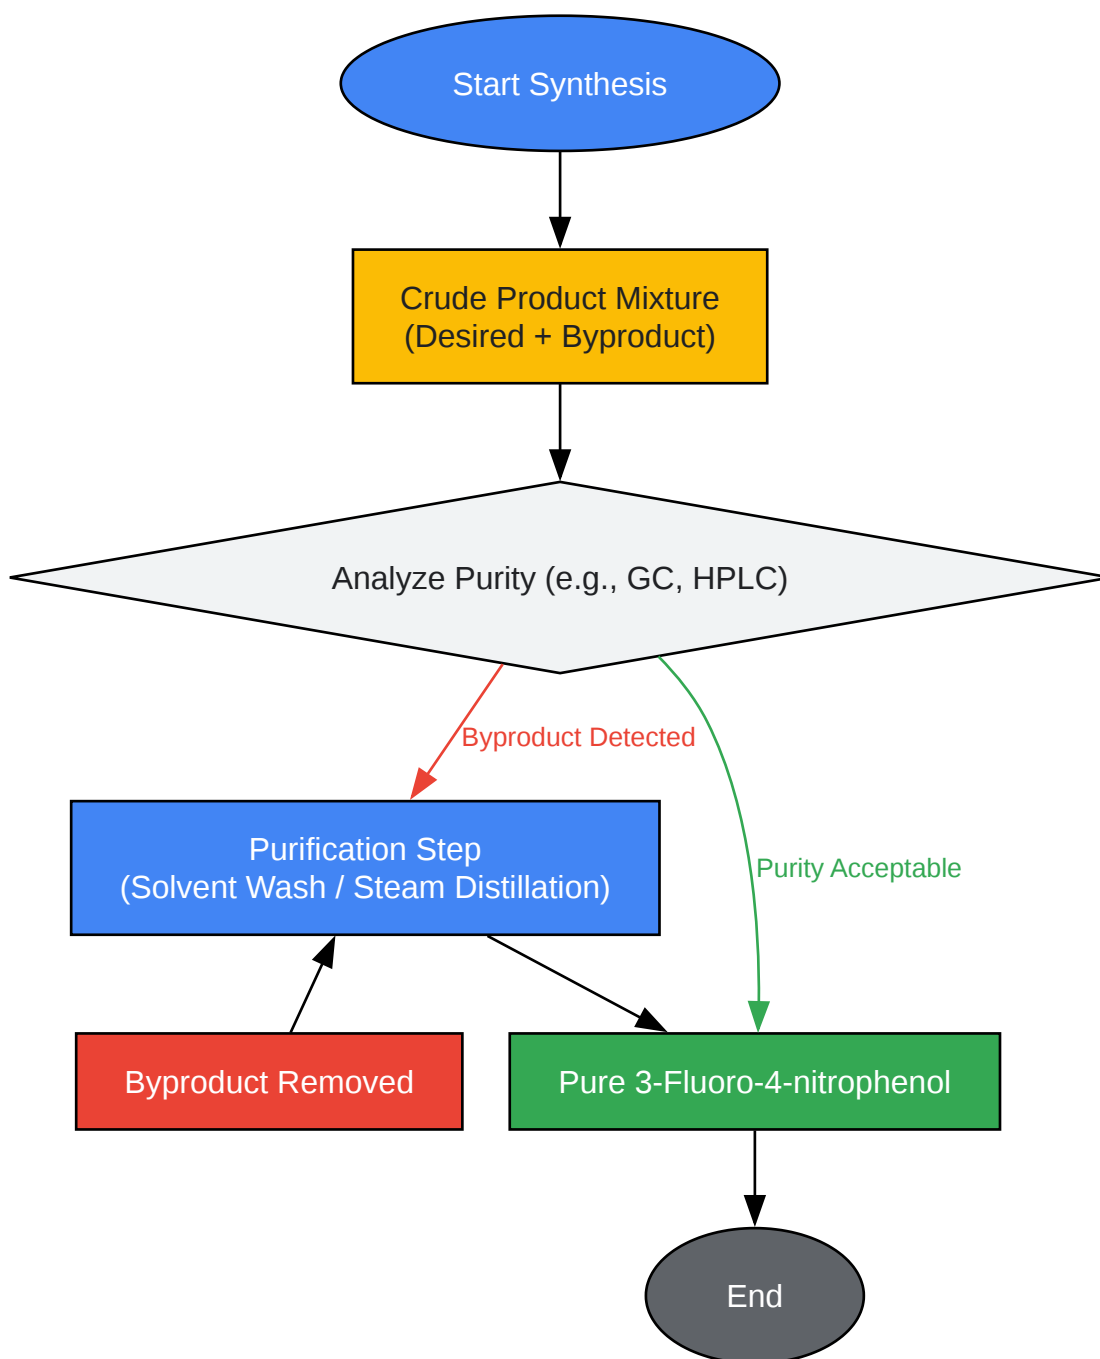 Start Synthesis
Crude Product Mixture
(Desired + Byproduct)
Analyze Purity (e.g., GC, HPLC)
Byproduct Detected
Purification Step
(Solvent Wash / Steam Distillation)
Purity Acceptable
Byproduct Removed
Pure 3-Fluoro-4-nitrophenol
End